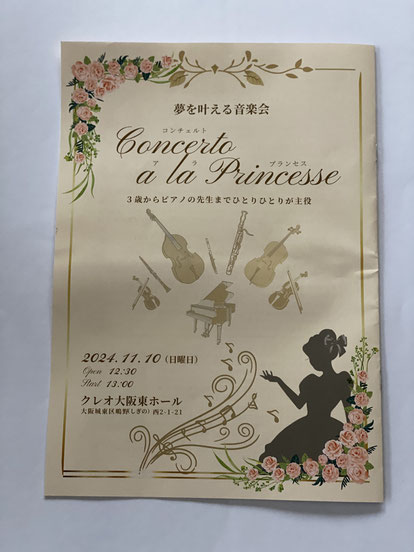 夢を叶える音楽会
コンチェルト
Concerto
ア ラ プランセス
a la Princesse
3歳からピアノの先生までひとりひとりが主役
2024.11.10(日曜日)
Open 12:30
Start 13:00
クレオ大阪東ホール
大阪城東区鴫野(しぎの)西2-1-21